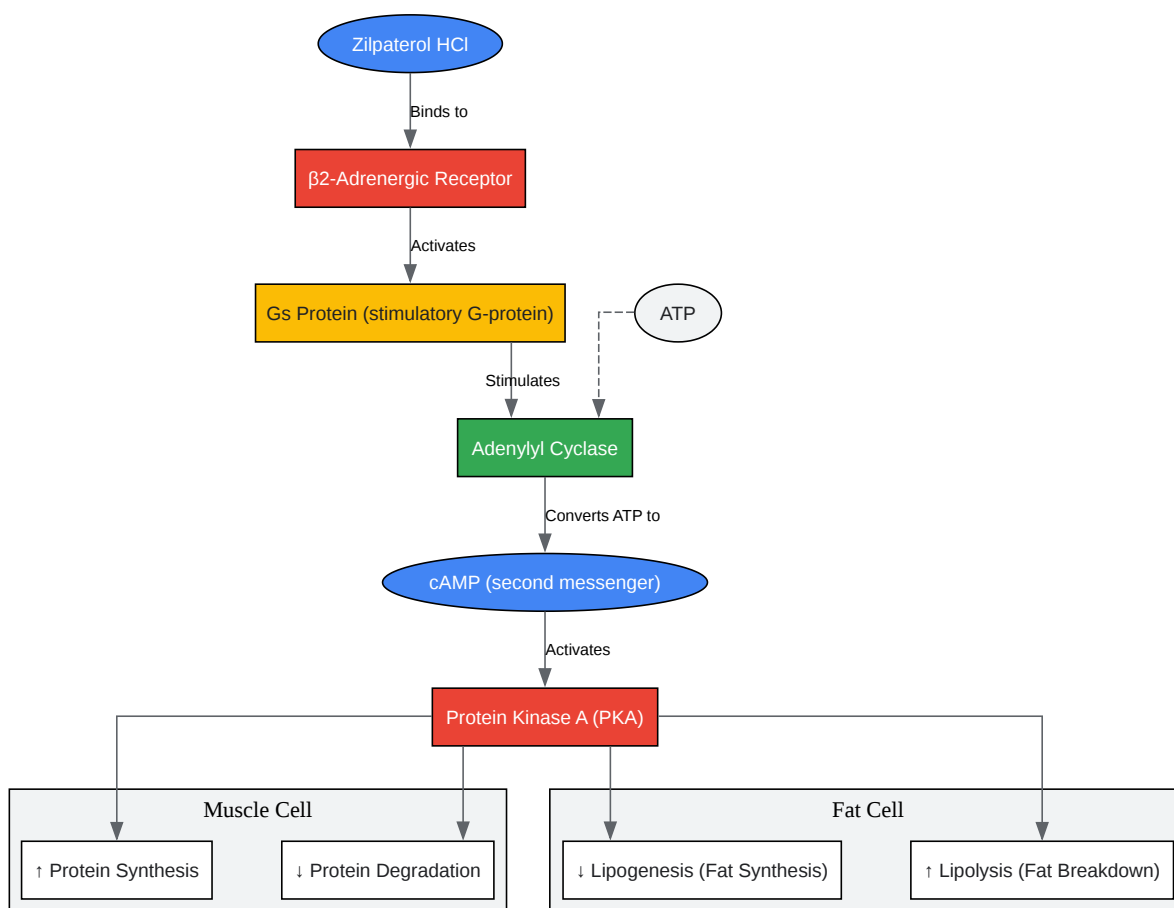 Zilpaterol HCl
Binds to
β2-Adrenergic Receptor
Activates
Gs Protein (stimulatory G-protein)
ATP
Stimulates
Adenylyl Cyclase
Converts ATP to
cAMP (second messenger)
Activates
Protein Kinase A (PKA)
Muscle Cell
Fat Cell
↑ Protein Synthesis
↓ Protein Degradation
↓ Lipogenesis (Fat Synthesis)
↑ Lipolysis (Fat Breakdown)